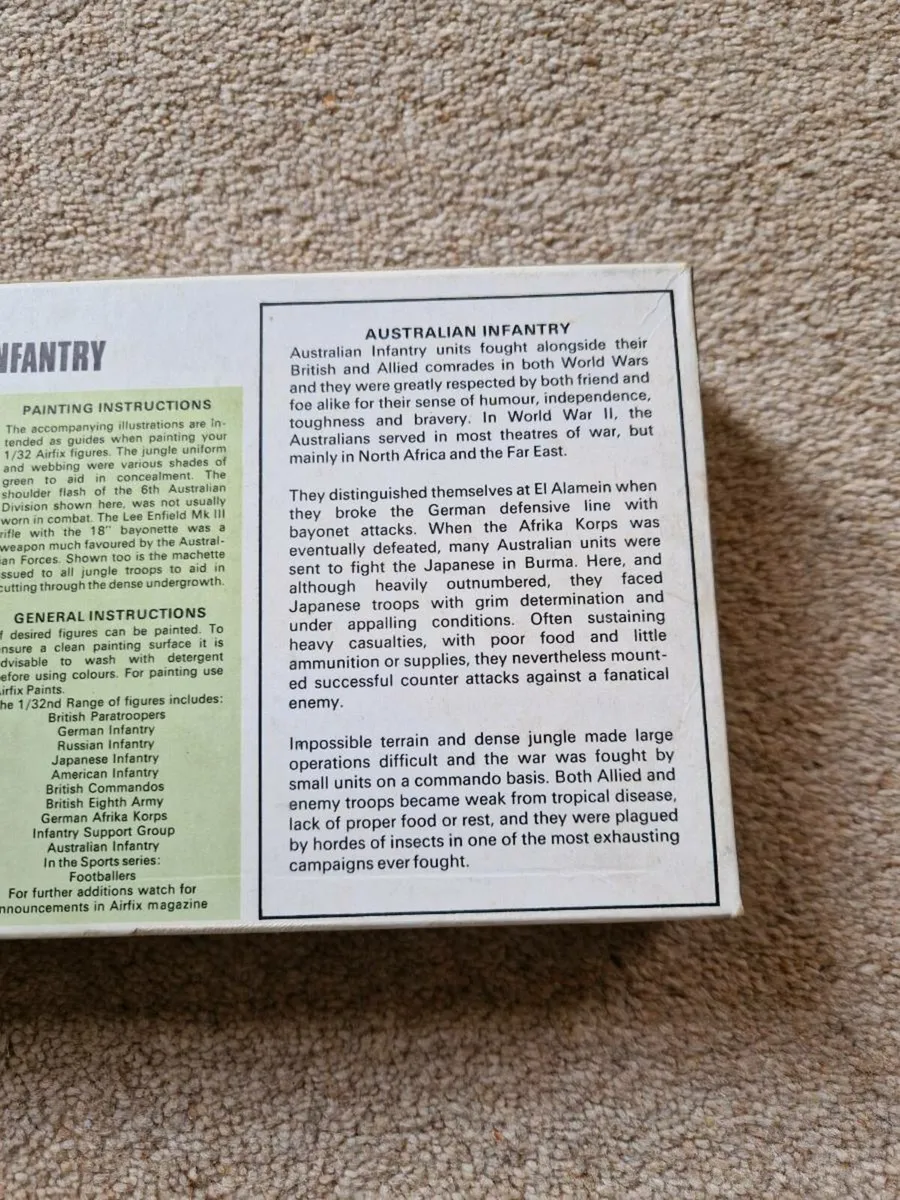 NFANTRY
PAINTING INSTRUCTIONS
The accompanying illustrations are in-
tended as guides when painting your
1/32 Airfix figures. The jungle uniform
and webbing were various shades of
green to aid in concealment. The
shoulder flash of the 6th Australian
Division shown here, was not usually
worn in combat. The Lee Enfield Mk III
rifle with the 18" bayonette was a
weapon much favoured by the Austral-
an Forces. Shown too is the machette
ssued to all jungle troops to aid in
cutting through the dense undergrowth.
GENERAL INSTRUCTIONS
f desired figures can be painted. To
nsure a clean painting surface it is
dvisable to wash with detergent
efore using colours. For painting use
irfix Paints.
he 1/32nd Range of figures includes:
British Paratroopers
German Infantry
Russian Infantry
Japanese Infantry
American Infantry
British Commandos
British Eighth Army
German Afrika Korps
Infantry Support Group
Australian Infantry
In the Sports series:
Footballers
For further additions watch for
nnouncements in Airfix magazine
AUSTRALIAN INFANTRY
Australian Infantry units fought alongside their
British and Allied comrades in both World Wars
and they were greatly respected by both friend and
foe alike for their sense of humour, independence,
toughness and bravery. In World War II, the
Australians served in most theatres of war, but
mainly in North Africa and the Far East.
They distinguished themselves at El Alamein when
they broke the German defensive line with
bayonet attacks. When the Afrika Korps was
eventually defeated, many Australian units were
sent to fight the Japanese in Burma. Here, and
although heavily outnumbered, they faced
Japanese troops with grim determination and
under appalling conditions. Often sustaining
heavy casualties, with poor food and little
ammunition or supplies, they nevertheless mount-
ed successful counter attacks against a fanatical
enemy.
Impossible terrain and dense jungle made large
operations difficult and the war was fought by
small units on a commando basis. Both Allied and
enemy troops became weak from tropical disease,
lack of proper food or rest, and they were plagued
by hordes of insects in one of the most exhausting
campaigns ever fought.